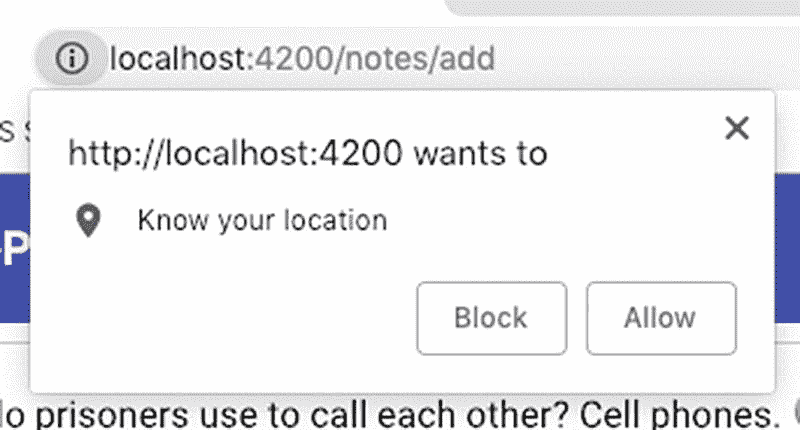 localhost:4200/notes/add
s
http://localhost:4200 wants to
Know your location
P
Block Allow
o prisoners use to call each other? Cell phones.